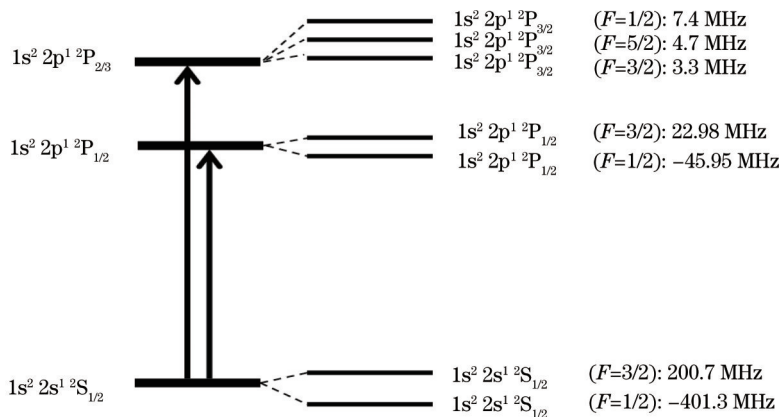 1s² 2p¹ ²P₃/₂ (F=1/2): 7.4 MHz
1s² 2p¹ ²P₃/₂ (F=5/2): 4.7 MHz
1s² 2p¹ ²P₃/₂ (F=3/2): 3.3 MHz
1s² 2p¹ ²P₂/₃
1s² 2p¹ ²P₁/₂ (F=3/2): 22.98 MHz
1s² 2p¹ ²P₁/₂
1s² 2p¹ ²P₁/₂ (F=1/2): −45.95 MHz
1s² 2s¹ ²S₁/₂ (F=3/2): 200.7 MHz
1s² 2s¹ ²S₁/₂
1s² 2s¹ ²S₁/₂ (F=1/2): −401.3 MHz